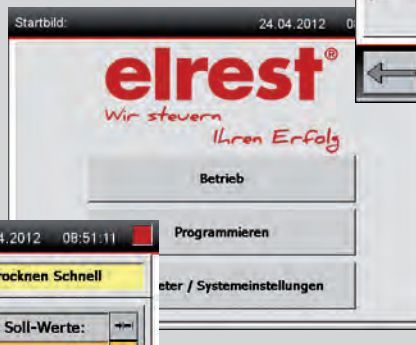 Startbild: 24.04.2012 0
elrest®
Wir steuern
Ihren Erfolg
Betrieb
Programmieren
eter / Systemeinstellungen
4.2012 08:51:11
rocknen Schnell
Soll-Werte: